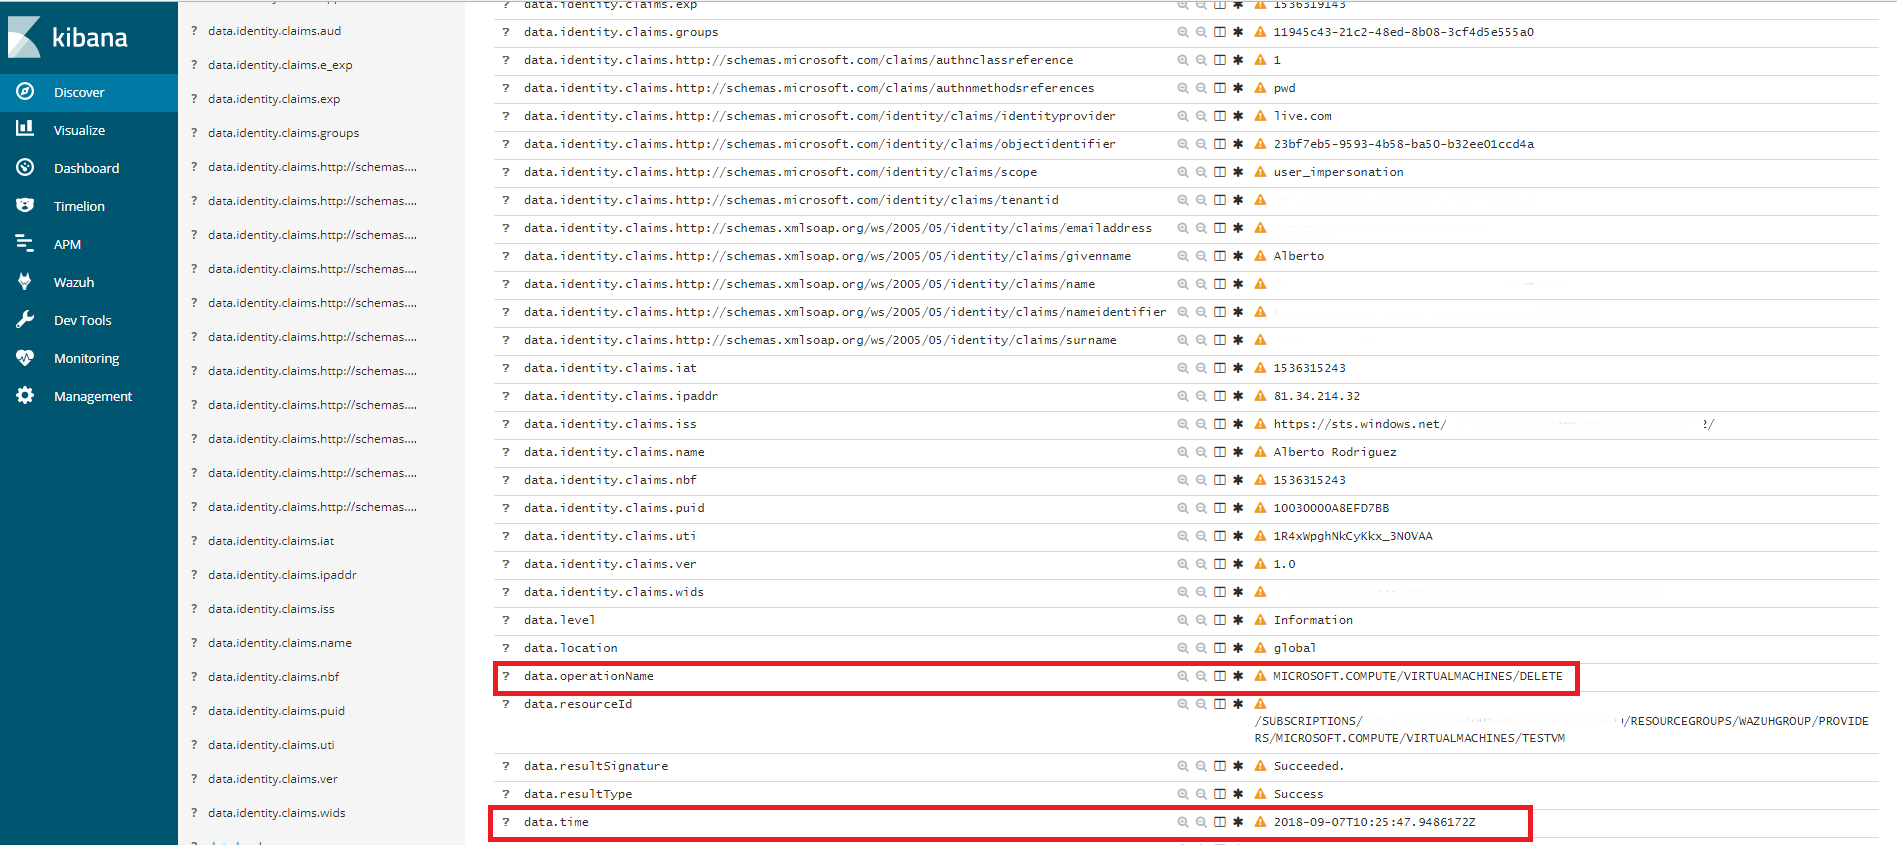 kibana
Discover
Visualize
Dashboard
Timelion
APM
Wazuh
Dev Tools
Monitoring
Management
? data.identity.claims.aud
? data.identity.claims.e_exp
? data.identity.claims.exp
? data.identity.claims.groups
? data.identity.claims.http://schemas....
? data.identity.claims.http://schemas....
? data.identity.claims.http://schemas....
? data.identity.claims.http://schemas....
? data.identity.claims.http://schemas....
? data.identity.claims.http://schemas....
? data.identity.claims.http://schemas....
? data.identity.claims.http://schemas....
? data.identity.claims.http://schemas....
? data.identity.claims.http://schemas....
? data.identity.claims.http://schemas....
? data.identity.claims.iat
? data.identity.claims.ipaddr
? data.identity.claims.iss
? data.identity.claims.name
? data.identity.claims.nbf
? data.identity.claims.puid
? data.identity.claims.uti
? data.identity.claims.ver
? data.identity.claims.wids
? data.identity.claims.exp 1536319143
? data.identity.claims.groups 11945c43-21c2-48ed-8b08-3cf4d5e555a0
? data.identity.claims.http://schemas.microsoft.com/claims/authnclassreference 1
? data.identity.claims.http://schemas.microsoft.com/claims/authnmethodsreferences pwd
? data.identity.claims.http://schemas.microsoft.com/identity/claims/identityprovider live.com
? data.identity.claims.http://schemas.microsoft.com/identity/claims/objectidentifier 23bf7eb5-9593-4b58-ba50-b32ee01ccd4a
? data.identity.claims.http://schemas.microsoft.com/identity/claims/scope user_impersonation
? data.identity.claims.http://schemas.microsoft.com/identity/claims/tenantid
? data.identity.claims.http://schemas.xmlsoap.org/ws/2005/05/identity/claims/emailaddress
? data.identity.claims.http://schemas.xmlsoap.org/ws/2005/05/identity/claims/givenname Alberto
? data.identity.claims.http://schemas.xmlsoap.org/ws/2005/05/identity/claims/name
? data.identity.claims.http://schemas.xmlsoap.org/ws/2005/05/identity/claims/nameidentifier
? data.identity.claims.http://schemas.xmlsoap.org/ws/2005/05/identity/claims/surname
? data.identity.claims.iat 1536315243
? data.identity.claims.ipaddr 81.34.214.32
? data.identity.claims.iss https://sts.windows.net/ 2/
? data.identity.claims.name Alberto Rodriguez
? data.identity.claims.nbf 1536315243
? data.identity.claims.puid 10030000A8EFD7BB
? data.identity.claims.uti 1R4xWpghNkCyKkx_3N0VAA
? data.identity.claims.ver 1.0
? data.identity.claims.wids
? data.level Information
? data.location global
? data.operationName MICROSOFT.COMPUTE/VIRTUALMACHINES/DELETE
? data.resourceId
/SUBSCRIPTIONS/ /RESOURCEGROUPS/WAZUHGROUP/PROVIDE
RS/MICROSOFT.COMPUTE/VIRTUALMACHINES/TESTVM
? data.resultSignature Succeeded.
? data.resultType Success
? data.time 2018-09-07T10:25:47.9486172Z